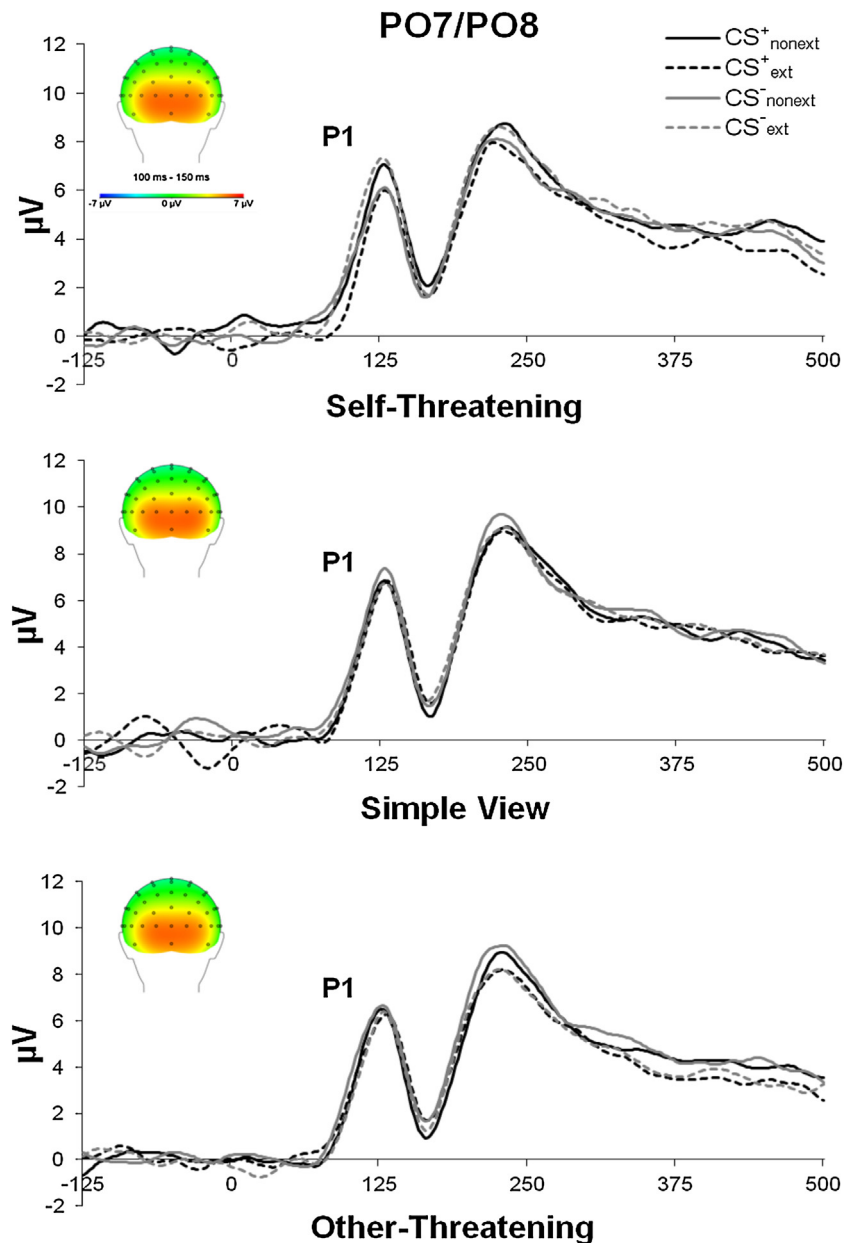 PO7/PO8
CS⁺nonext
CS⁺ext
CS⁻nonext
CS⁻ext
P1
100 ms - 150 ms
-7 µV 0 µV 7 µV
µV
12
10
8
6
4
2
0
-2
-125 0 125 250 375 500
Self-Threatening
P1
µV
12
10
8
6
4
2
0
-2
-125 0 125 250 375 500
Simple View
P1
µV
12
10
8
6
4
2
0
-2
-125 0 125 250 375 500
Other-Threatening